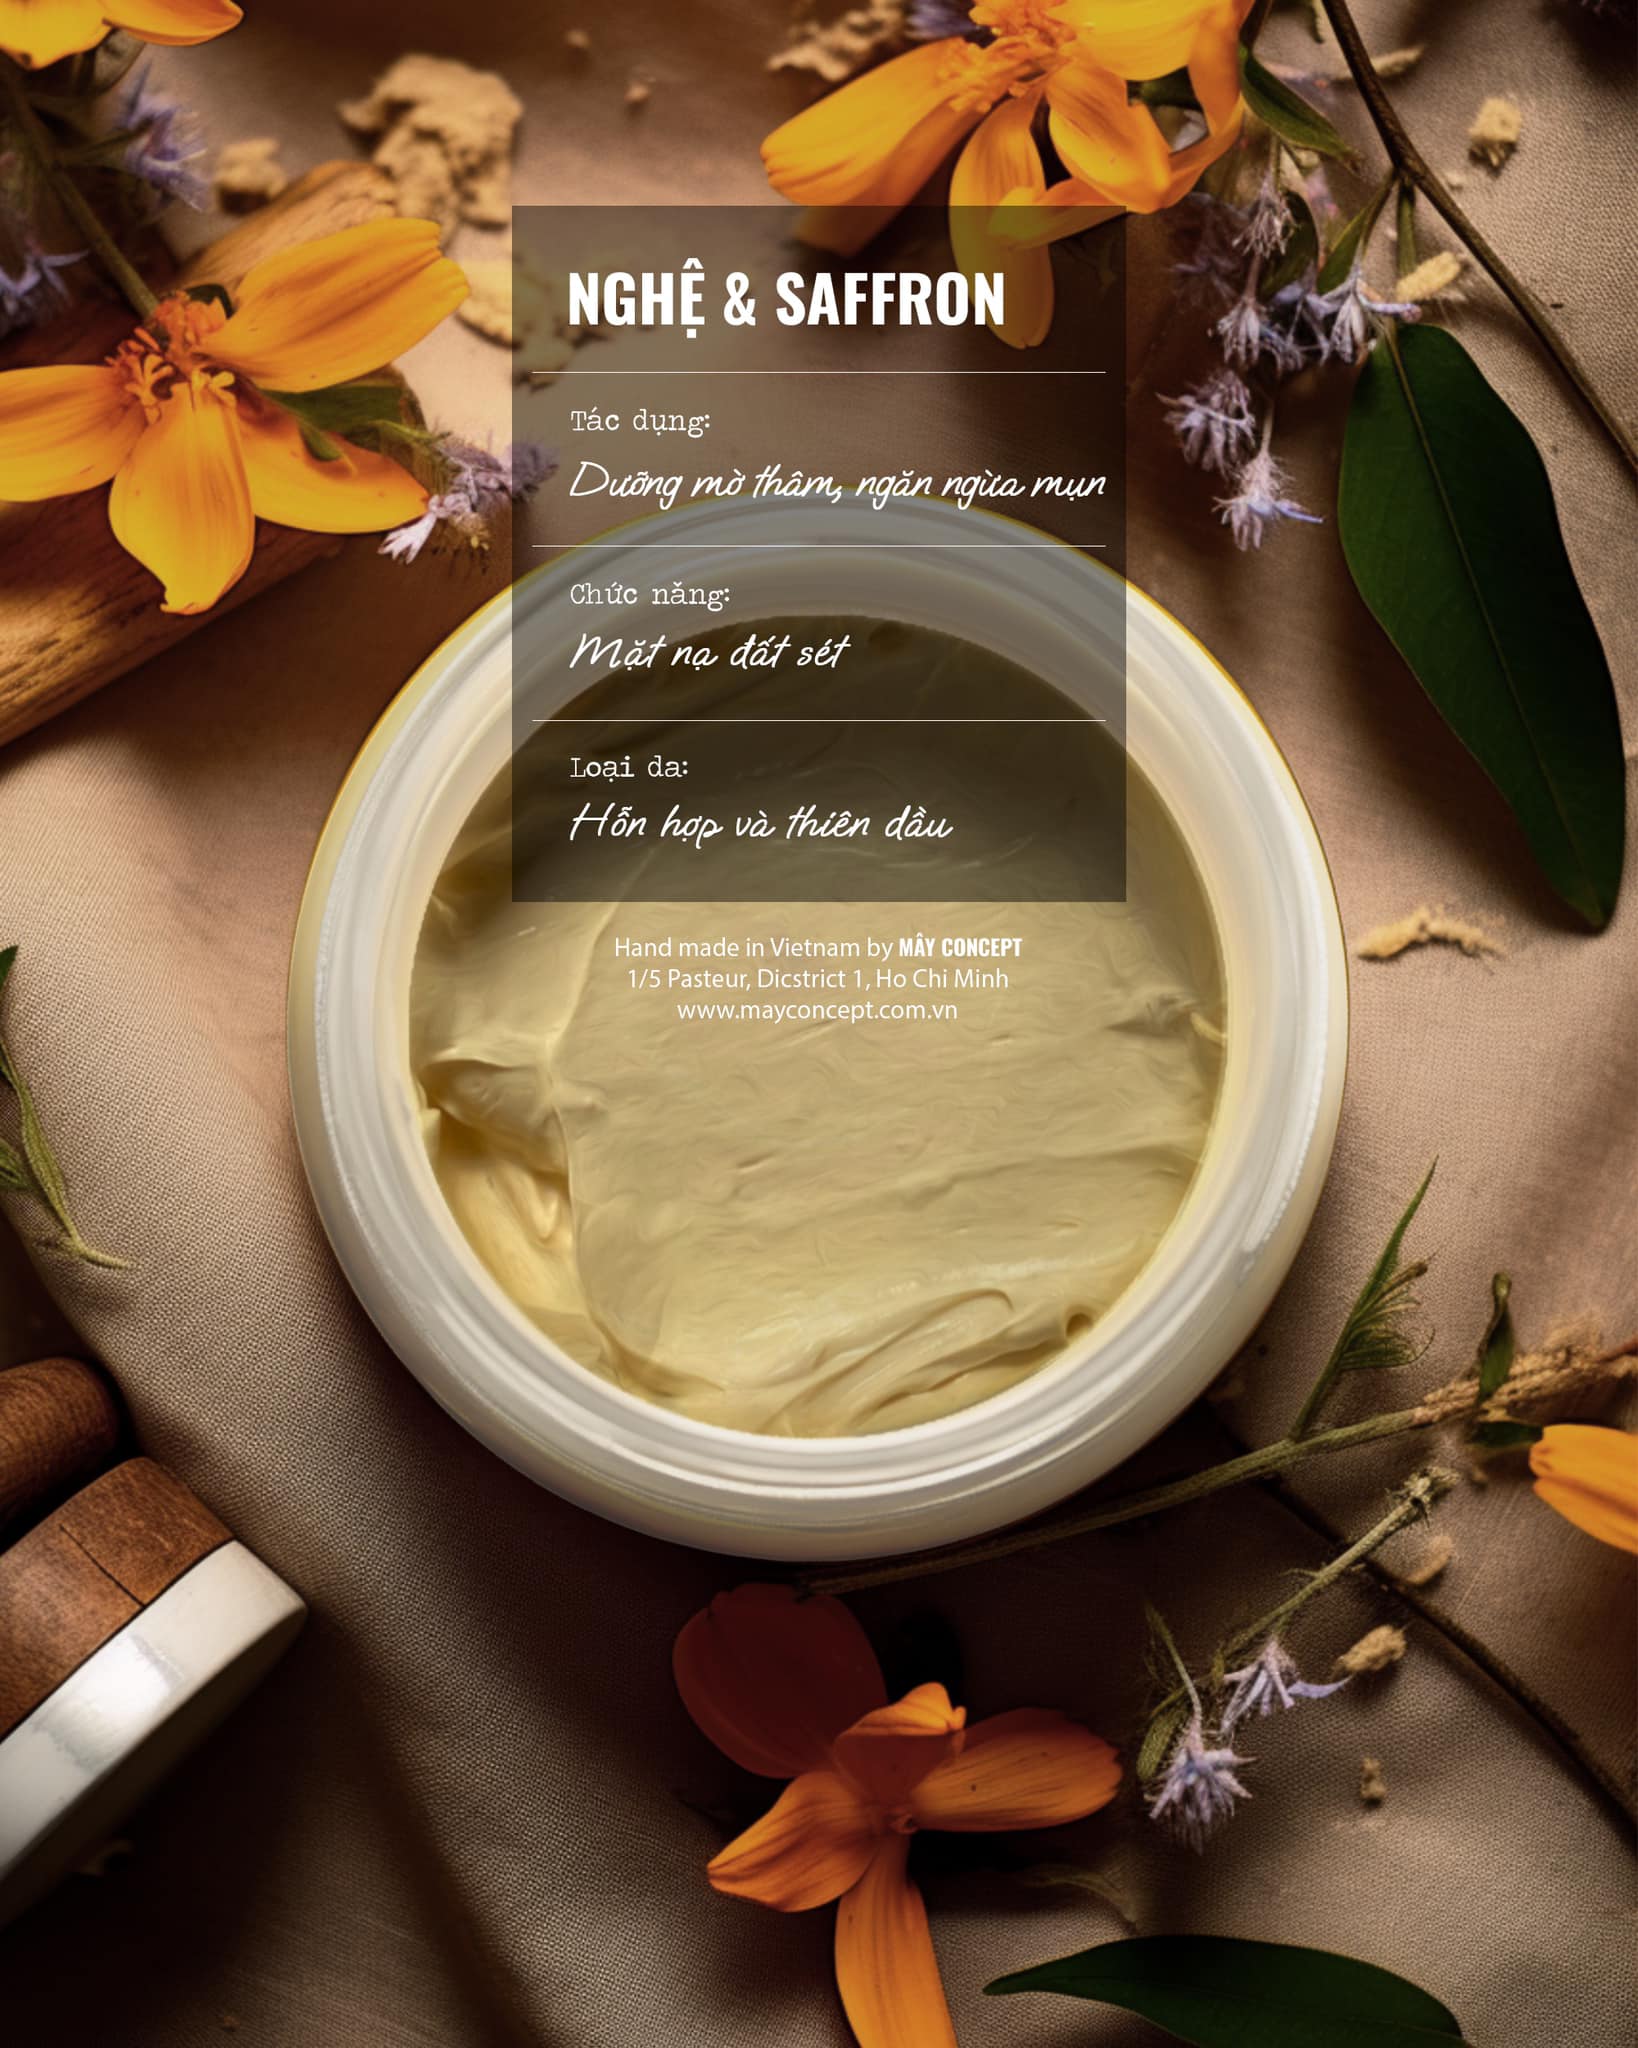 NGHỆ & SAFFRON
Tác dụng:
Dưỡng mờ thâm, ngăn ngừa mụn
Chức năng:
Mặt nạ đất sét
Loại da:
Hỗn hợp và thiên dầu
Hand made in Vietnam by MÂY CONCEPT
1/5 Pasteur, Dicstrict 1, Ho Chi Minh
www.mayconcept.com.vn